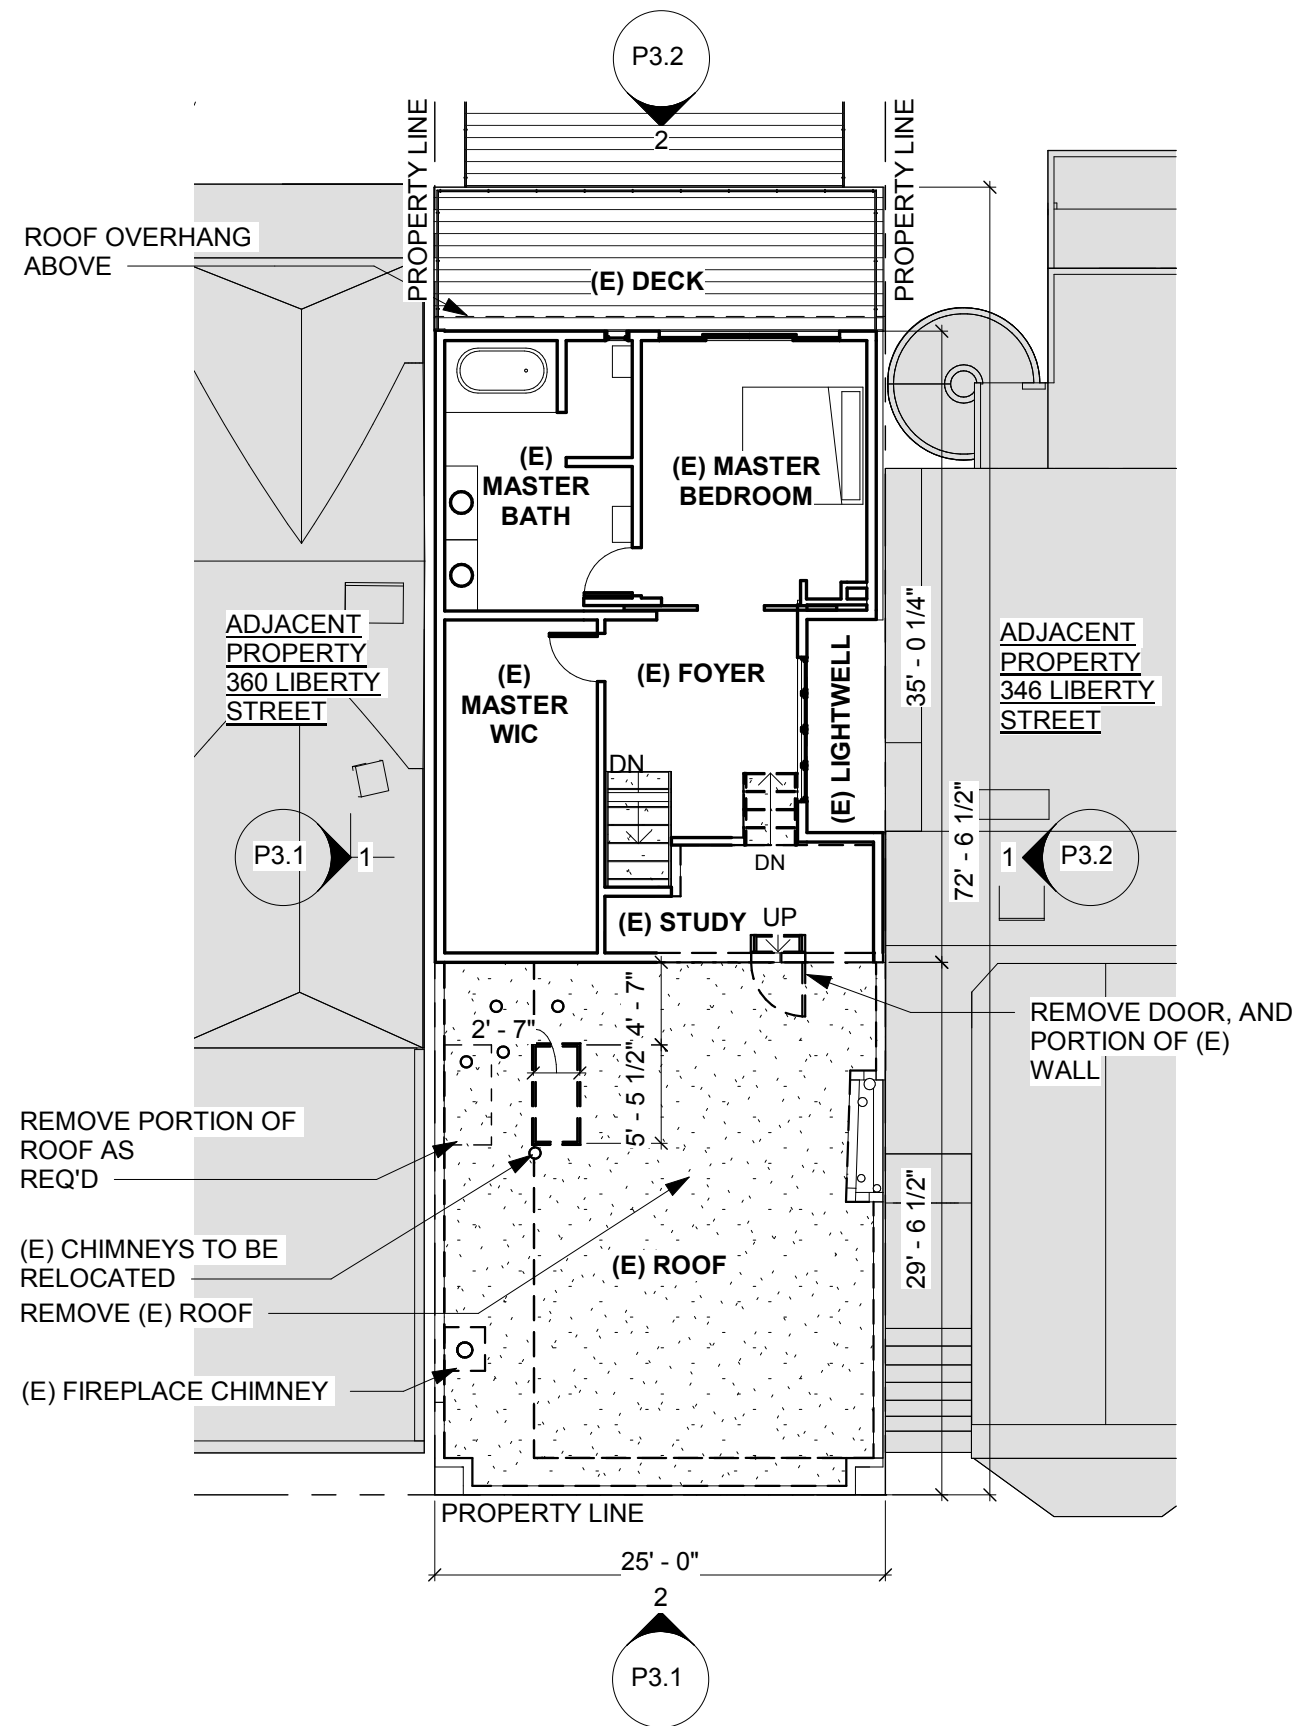 P3.2
2
PROPERTY LINE
PROPERTY LINE
ROOF OVERHANG
ABOVE
(E) DECK
(E)
MASTER
BATH
(E) MASTER
BEDROOM
ADJACENT
PROPERTY
360 LIBERTY
STREET
(E)
MASTER
WIC
(E) FOYER
(E) LIGHTWELL
35' - 0 1/4"
ADJACENT
PROPERTY
346 LIBERTY
STREET
DN
72' - 6 1/2"
P3.1
1
DN
1
P3.2
(E) STUDY
UP
4' - 7"
2' - 7"
5' - 5 1/2"
REMOVE DOOR, AND
PORTION OF (E)
WALL
REMOVE PORTION OF
ROOF AS
REQ'D
29' - 6 1/2"
(E) CHIMNEYS TO BE
RELOCATED
(E) ROOF
REMOVE (E) ROOF
(E) FIREPLACE CHIMNEY
PROPERTY LINE
25' - 0"
2
P3.1